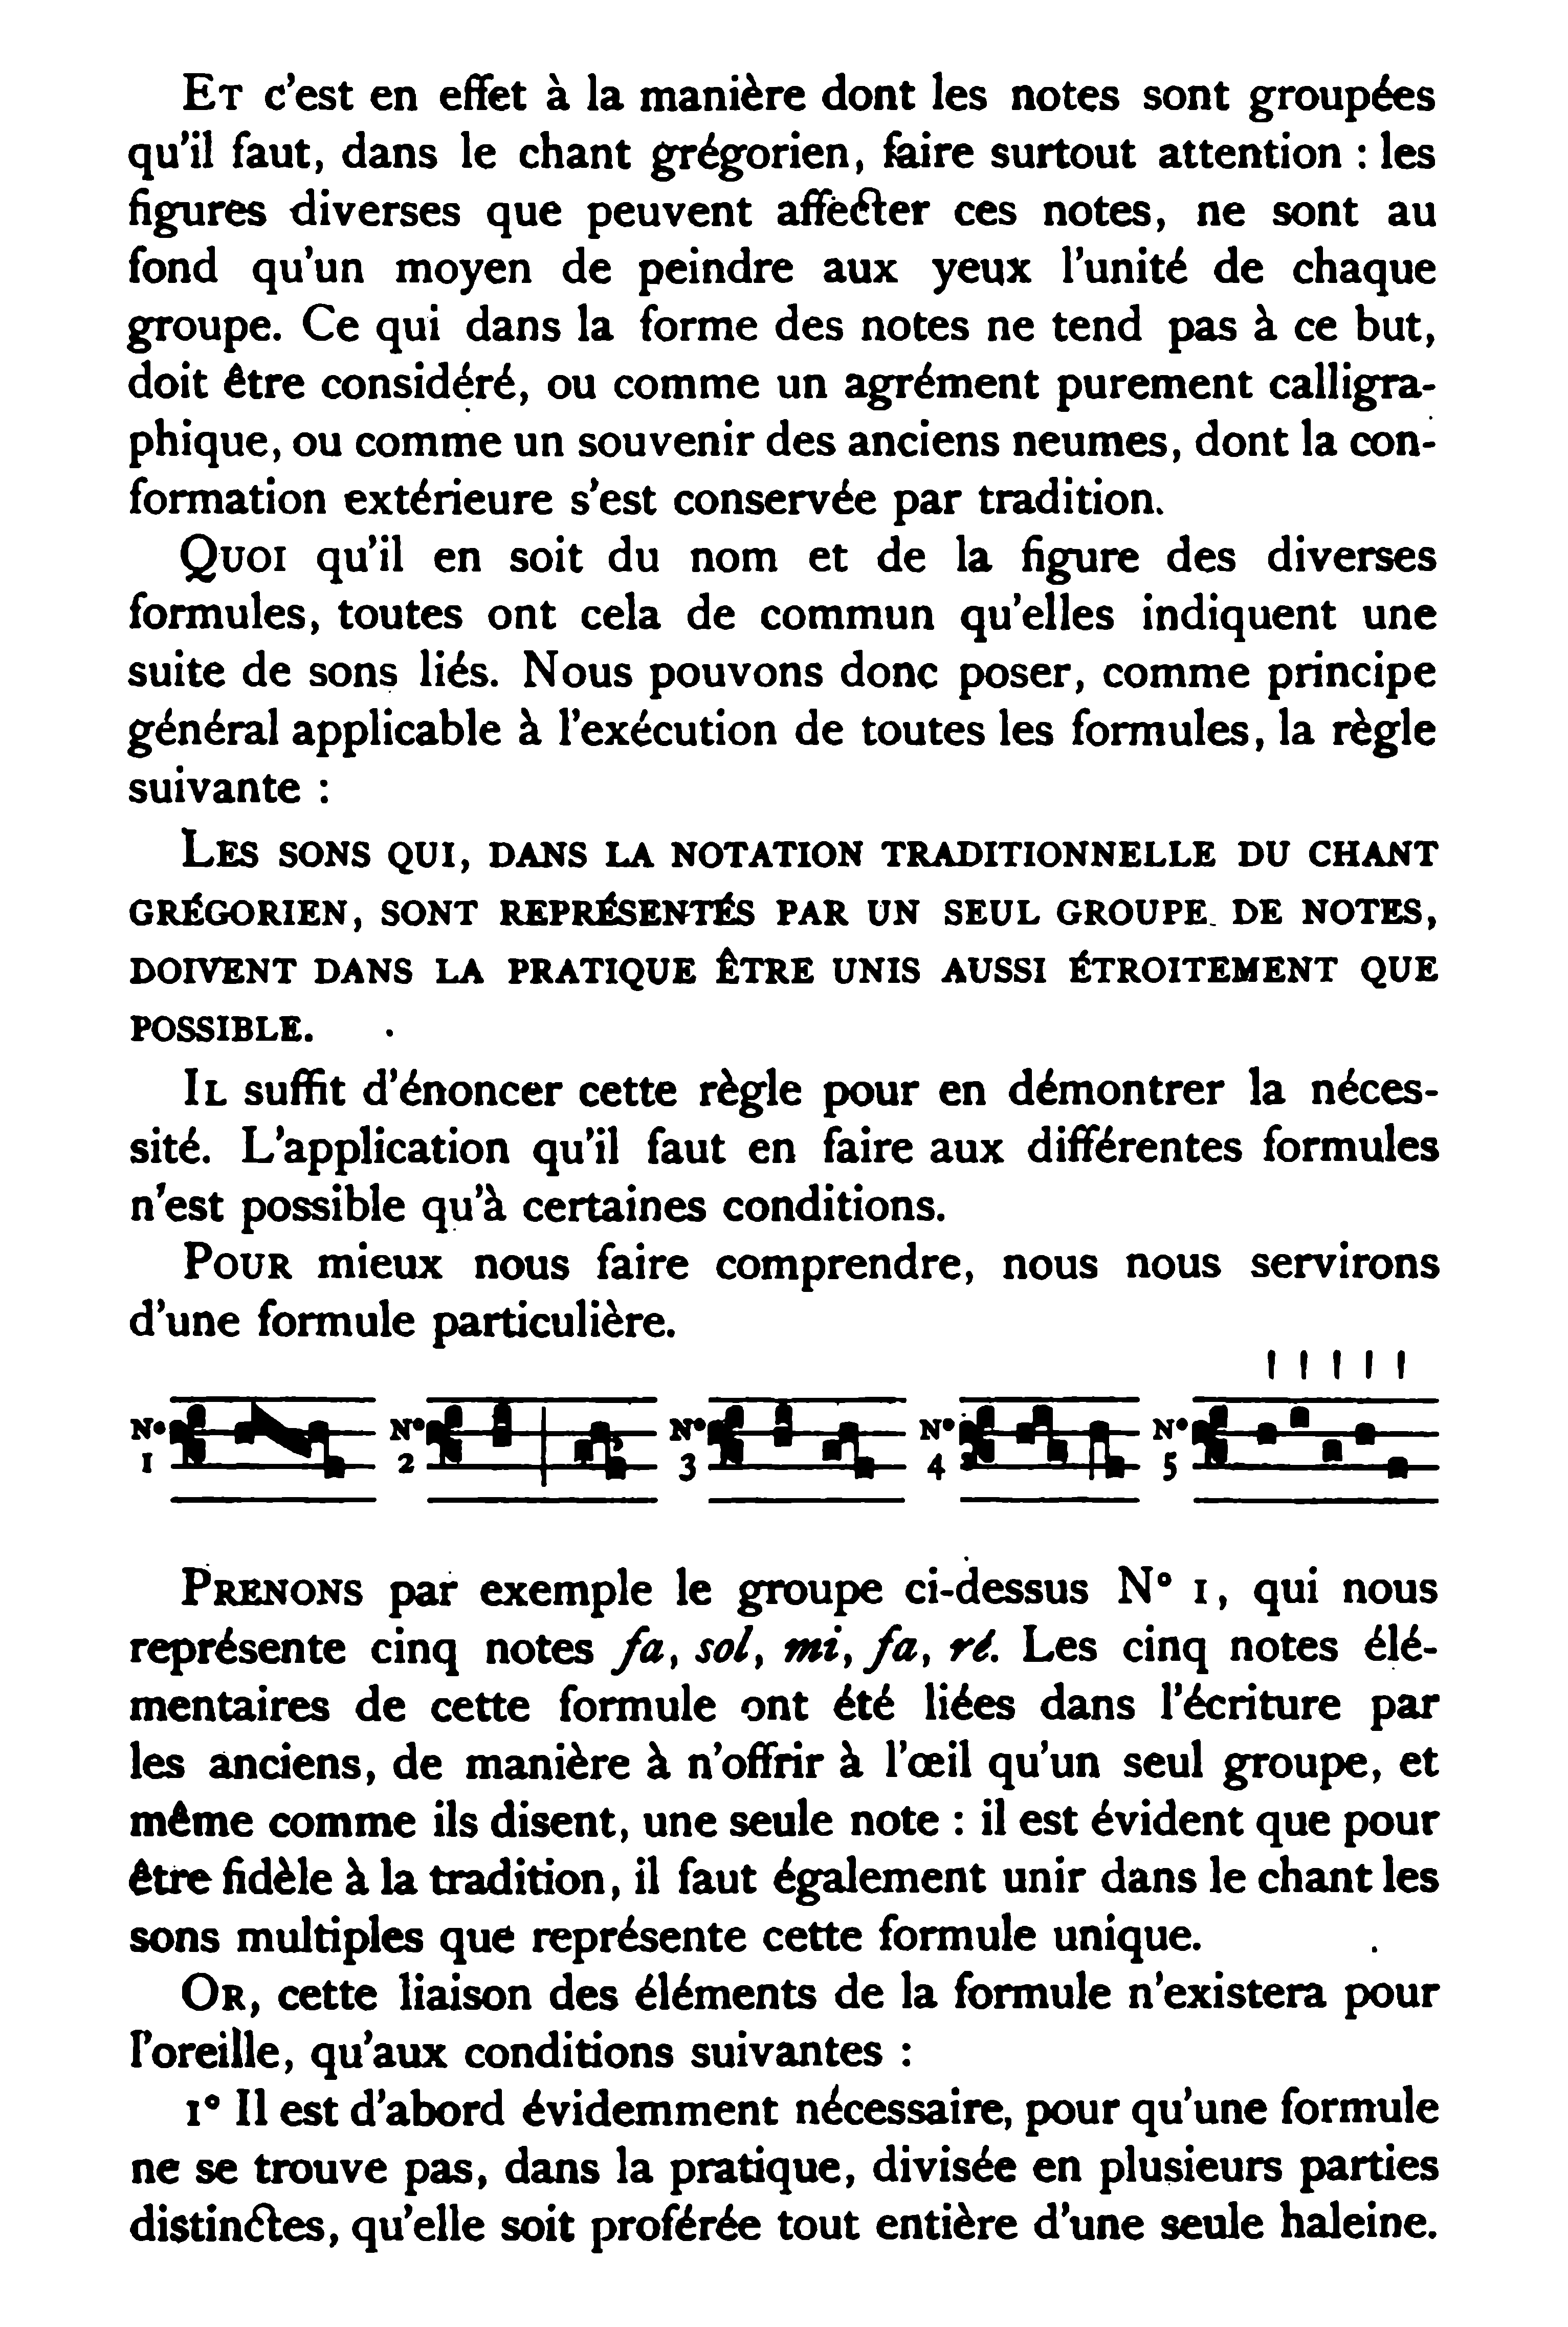 ET c'est en effet à la manière dont les notes sont groupées
qu'il faut, dans le chant grégorien, faire surtout attention : les
figures diverses que peuvent affecter ces notes, ne sont au
fond qu'un moyen de peindre aux yeux l'unité de chaque
groupe. Ce qui dans la forme des notes ne tend pas à ce but,
doit être considéré, ou comme un agrément purement calligra-
phique, ou comme un souvenir des anciens neumes, dont la con-
formation extérieure s'est conservée par tradition.
QUOI qu'il en soit du nom et de la figure des diverses
formules, toutes ont cela de commun qu'elles indiquent une
suite de sons liés. Nous pouvons donc poser, comme principe
général applicable à l'exécution de toutes les formules, la règle
suivante :
LES SONS QUI, DANS LA NOTATION TRADITIONNELLE DU CHANT
GRÉGORIEN, SONT REPRÉSENTÉS PAR UN SEUL GROUPE DE NOTES,
DOIVENT DANS LA PRATIQUE ÊTRE UNIS AUSSI ÉTROITEMENT QUE
POSSIBLE.
IL suffit d'énoncer cette règle pour en démontrer la néces-
sité. L'application qu'il faut en faire aux différentes formules
n'est possible qu'à certaines conditions.
POUR mieux nous faire comprendre, nous nous servirons
d'une formule particulière.
N° 1 N° 2 N° 3 N° 4 N° 5
PRENONS par exemple le groupe ci-dessus N° 1, qui nous
représente cinq notes fa, sol, mi, fa, ré. Les cinq notes élé-
mentaires de cette formule ont été liées dans l'écriture par
les anciens, de manière à n'offrir à l'œil qu'un seul groupe, et
même comme ils disent, une seule note : il est évident que pour
être fidèle à la tradition, il faut également unir dans le chant les
sons multiples que représente cette formule unique.
OR, cette liaison des éléments de la formule n'existera pour
l'oreille, qu'aux conditions suivantes :
1° Il est d'abord évidemment nécessaire, pour qu'une formule
ne se trouve pas, dans la pratique, divisée en plusieurs parties
distinctes, qu'elle soit proférée tout entière d'une seule haleine.